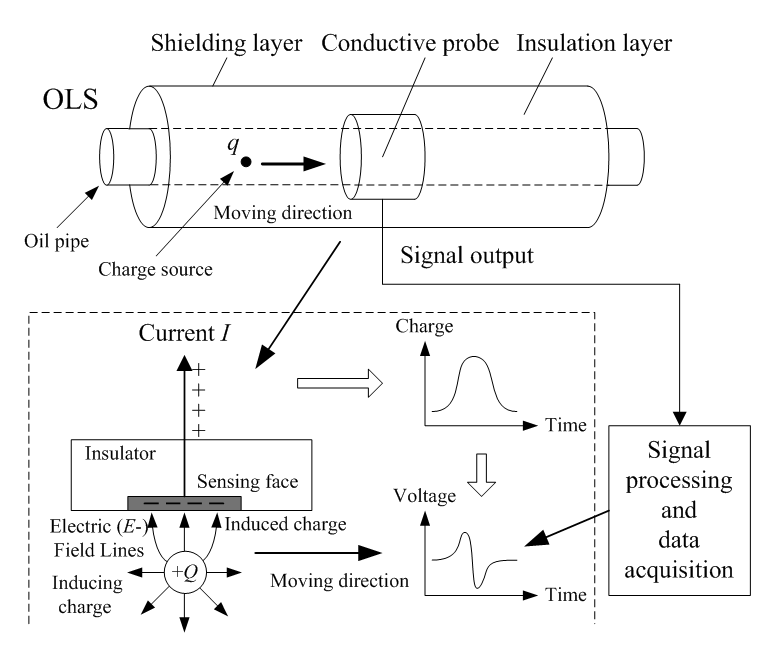 Shielding layer
Conductive probe
Insulation layer
OLS
q
Moving direction
Oil pipe
Charge source
Signal output
Current I
+
+
+
+
Insulator
Sensing face
Electric (E-)
Field Lines
Induced charge
+Q
Inducing
charge
Moving direction
Charge
Time
Voltage
Time
Signal
processing
and
data
acquisition